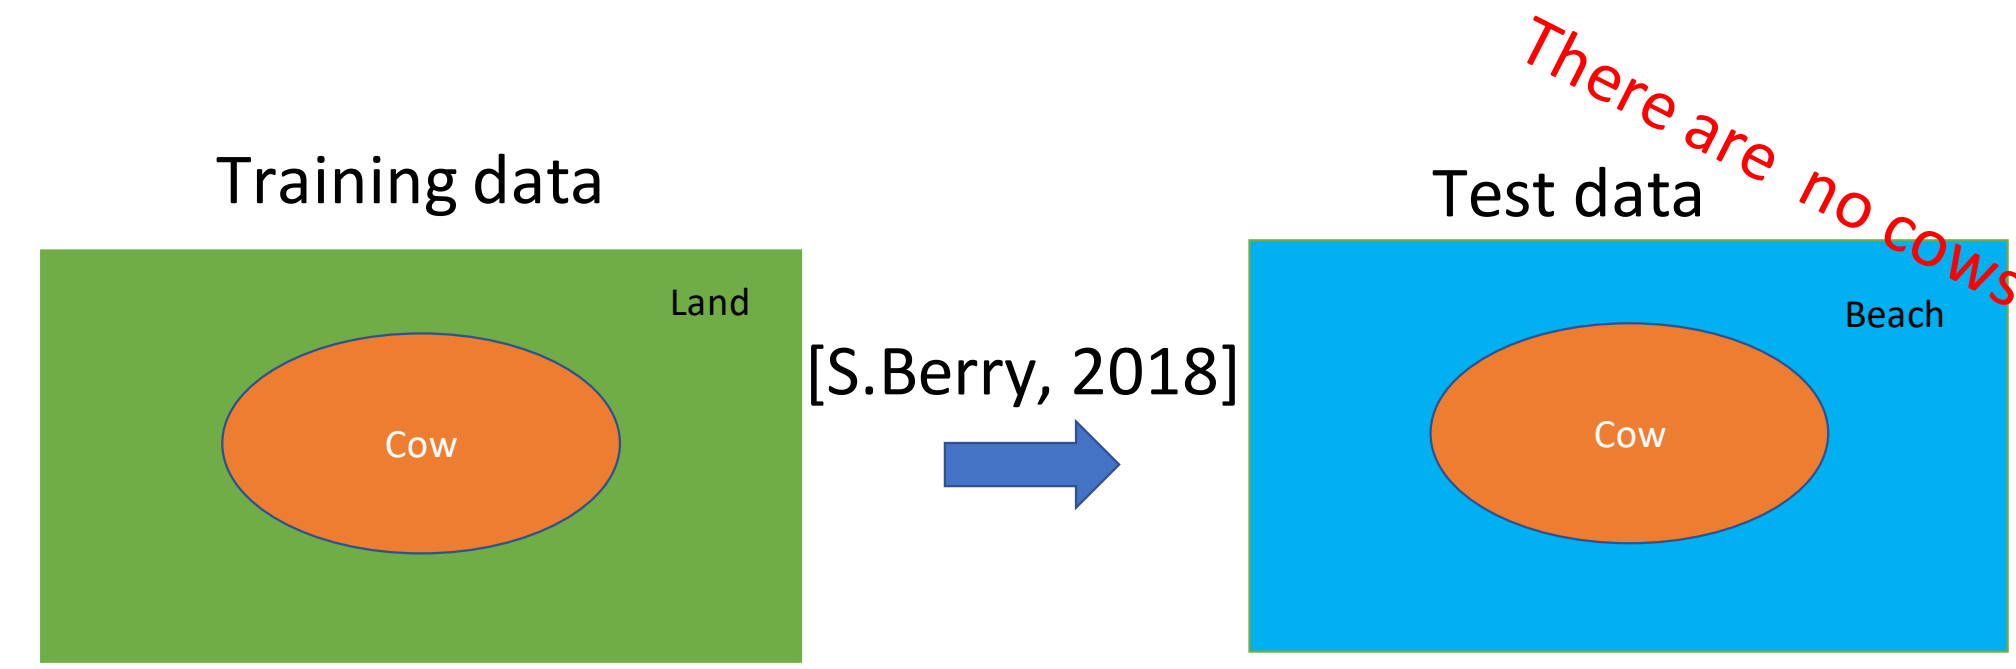 There are no cows
Training data
Test data
Land
Beach
[S.Berry, 2018]
Cow
Cow